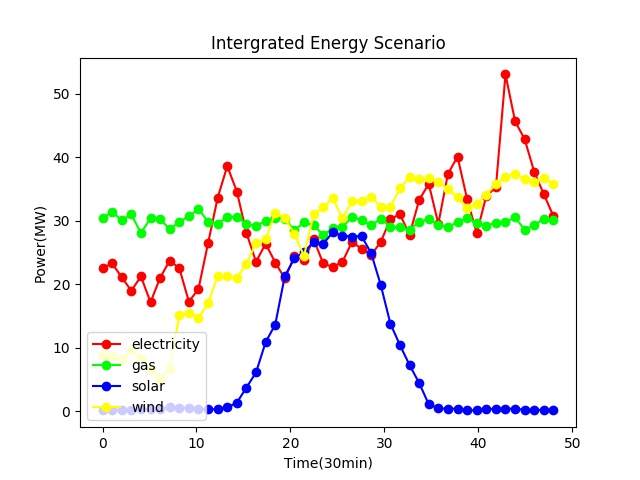 Intergrated Energy Scenario
Power(MW)
50
40
30
20
10
0
electricity
gas
solar
wind
0 10 20 30 40 50
Time(30min)